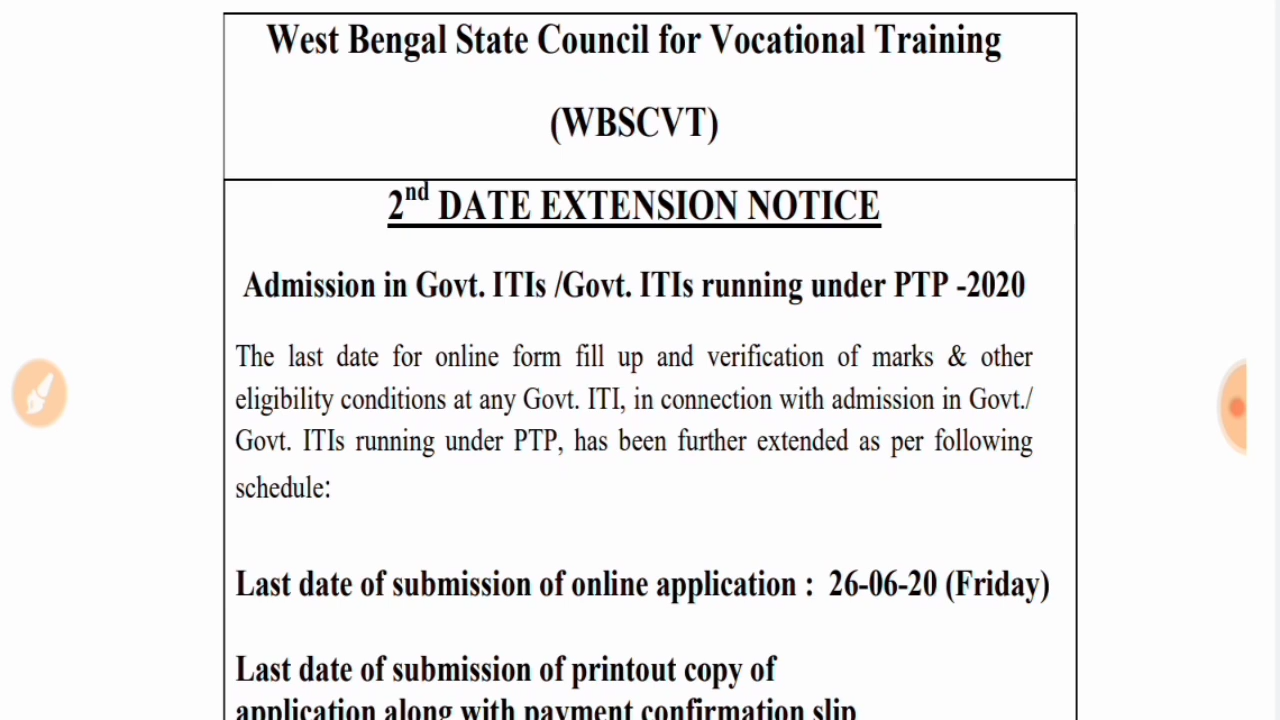 West Bengal State Council for Vocational Training
(WBSCVT)
2nd DATE EXTENSION NOTICE
Admission in Govt. ITIs /Govt. ITIs running under PTP -2020
The last date for online form fill up and verification of marks & other
eligibility conditions at any Govt. ITI, in connection with admission in Govt./
Govt. ITIs running under PTP, has been further extended as per following
schedule:
Last date of submission of online application : 26-06-20 (Friday)
Last date of submission of printout copy of
application along with payment confirmation slip